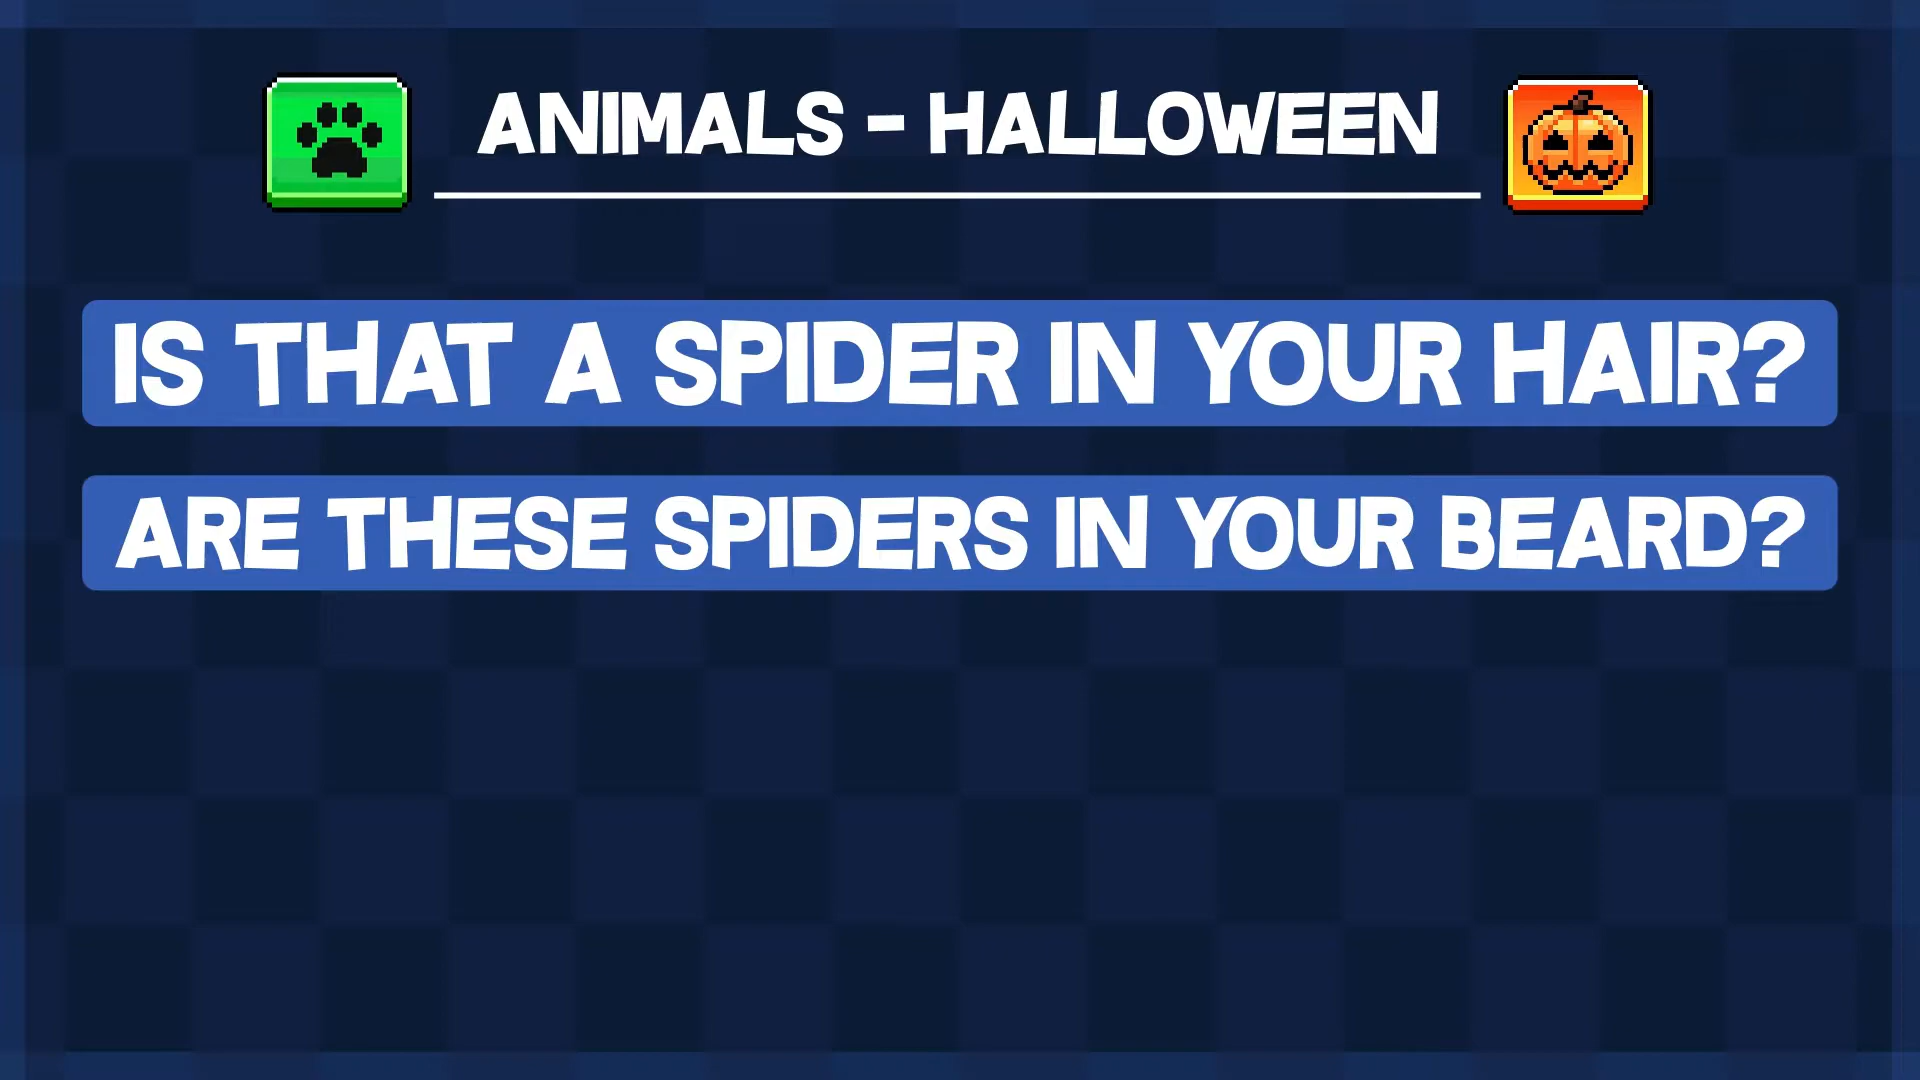 ANIMALS - HALLOWEEN
IS THAT A SPIDER IN YOUR HAIR?
ARE THESE SPIDERS IN YOUR BEARD?